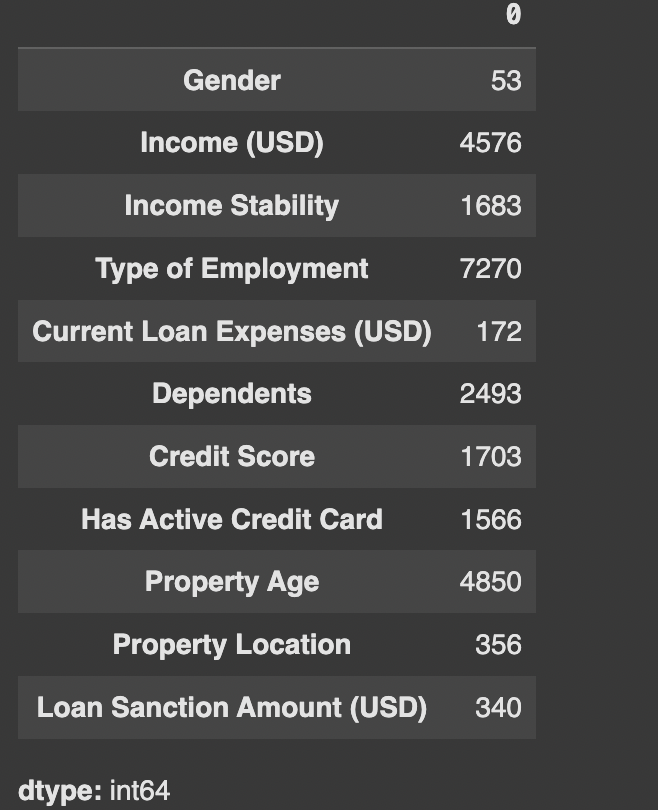 0
Gender 53
Income (USD) 4576
Income Stability 1683
Type of Employment 7270
Current Loan Expenses (USD) 172
Dependents 2493
Credit Score 1703
Has Active Credit Card 1566
Property Age 4850
Property Location 356
Loan Sanction Amount (USD) 340
dtype: int64